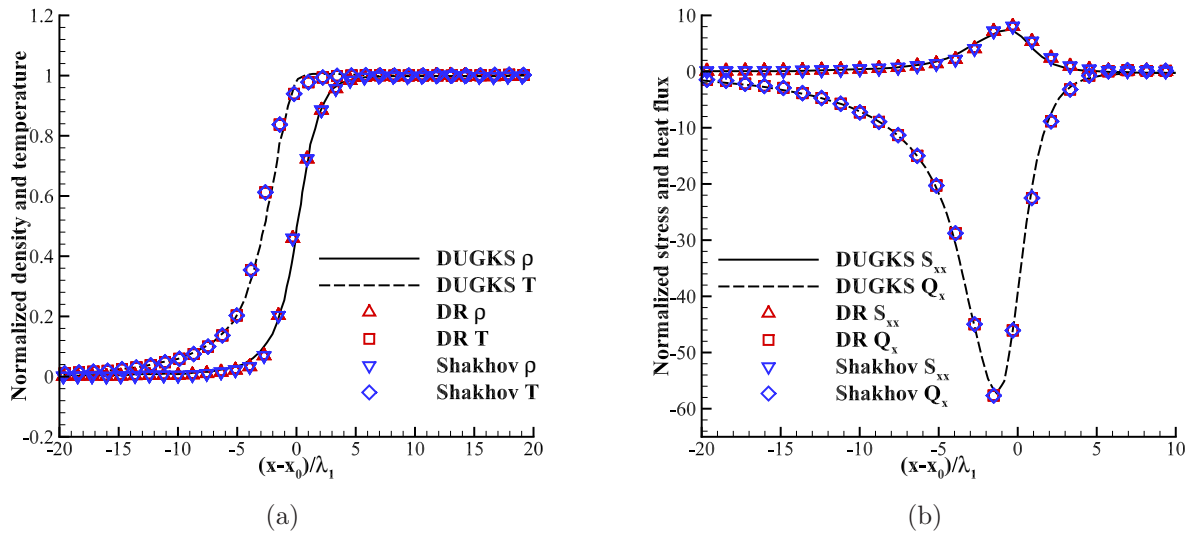 Normalized density and temperature
1.2
1
0.8
0.6
0.4
0.2
0
-0.2
-20
-15
-10
-5
0
5
10
15
20
(x-x₀)/λ₁
DUGKS ρ
DUGKS T
DR ρ
DR T
Shakhov ρ
Shakhov T
(a)
Normalized stress and heat flux
10
0
-10
-20
-30
-40
-50
-60
-20
-15
-10
-5
0
5
10
(x-x₀)/λ₁
DUGKS Sₓₓ
DUGKS Qₓ
DR Sₓₓ
DR Qₓ
Shakhov Sₓₓ
Shakhov Qₓ
(b)